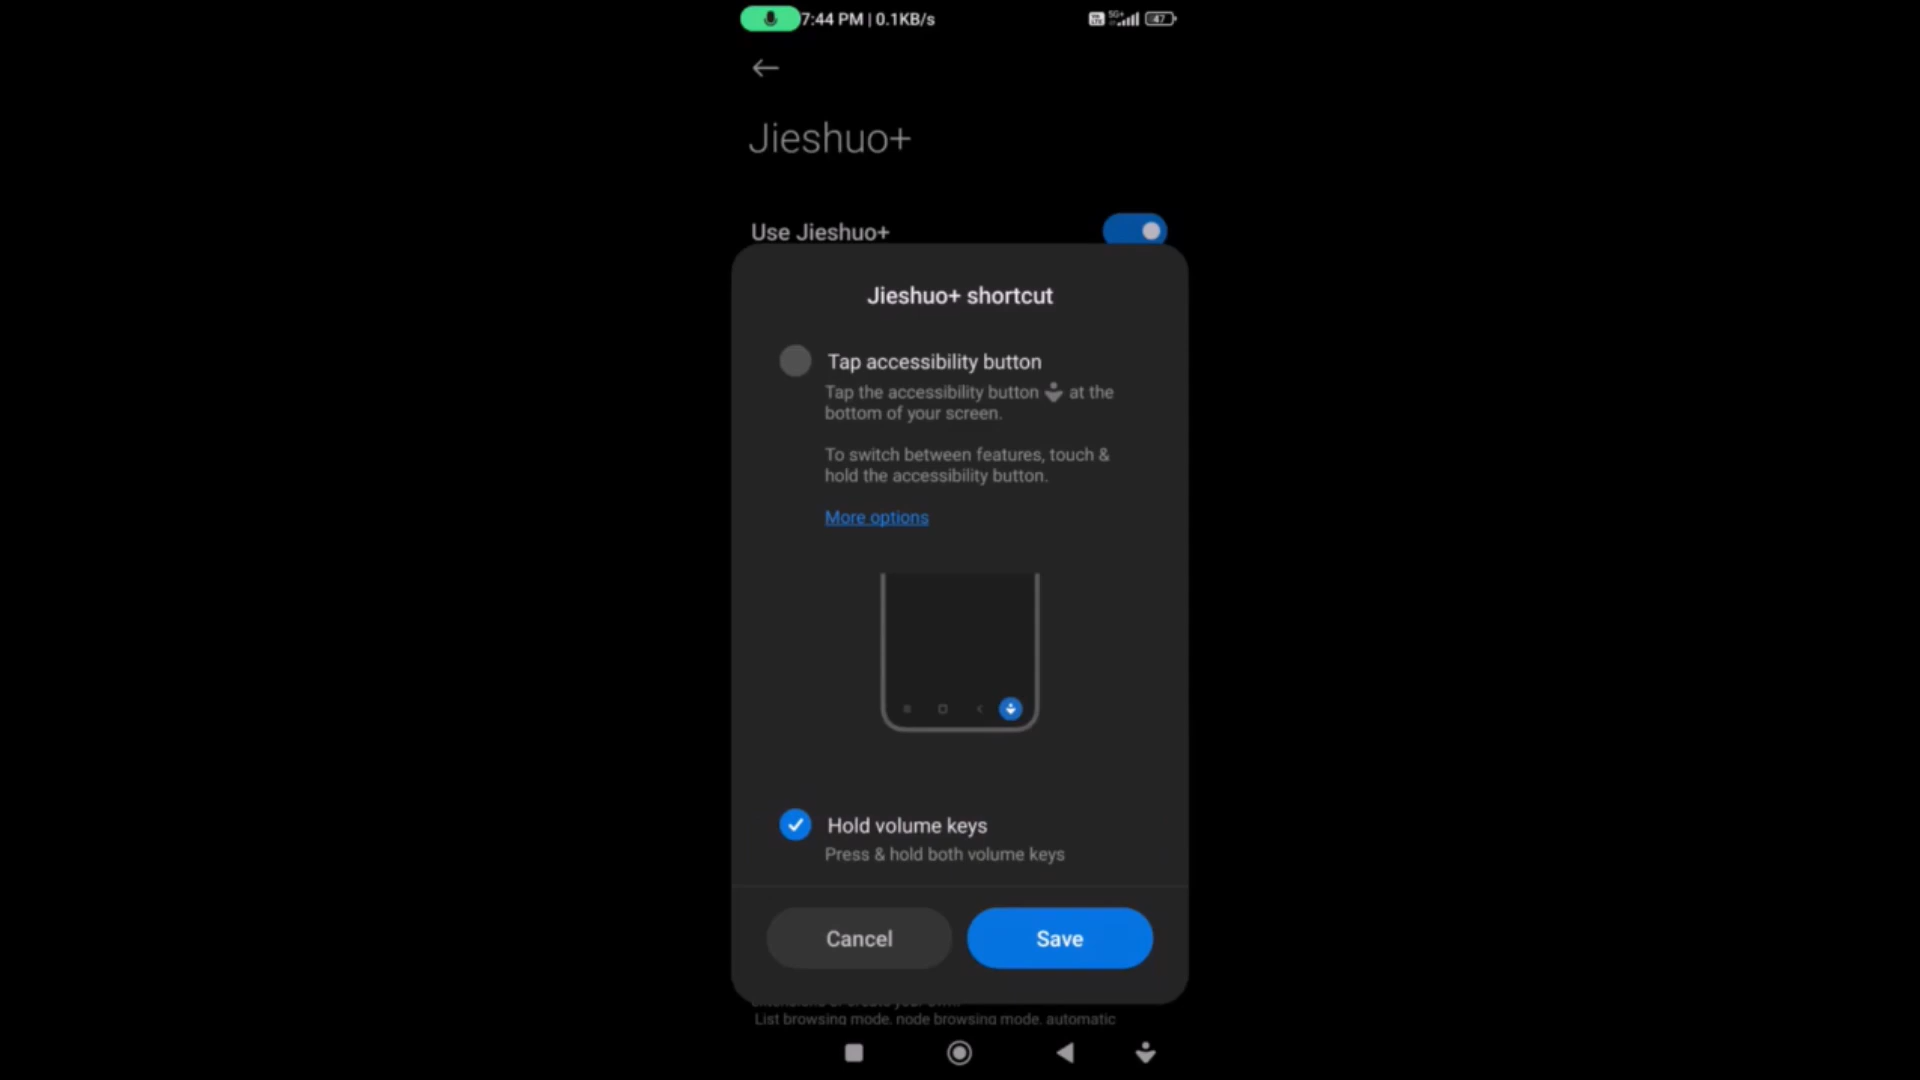 7:44 PM | 0.1KB/s
5G+
47
Jieshuo+
Use Jieshuo+
Jieshuo+ shortcut
Tap accessibility button
Tap the accessibility button at the
bottom of your screen.
To switch between features, touch &
hold the accessibility button.
More options
Hold volume keys
Press & hold both volume keys
Cancel
Save
List browsing mode, node browsing mode, automatic